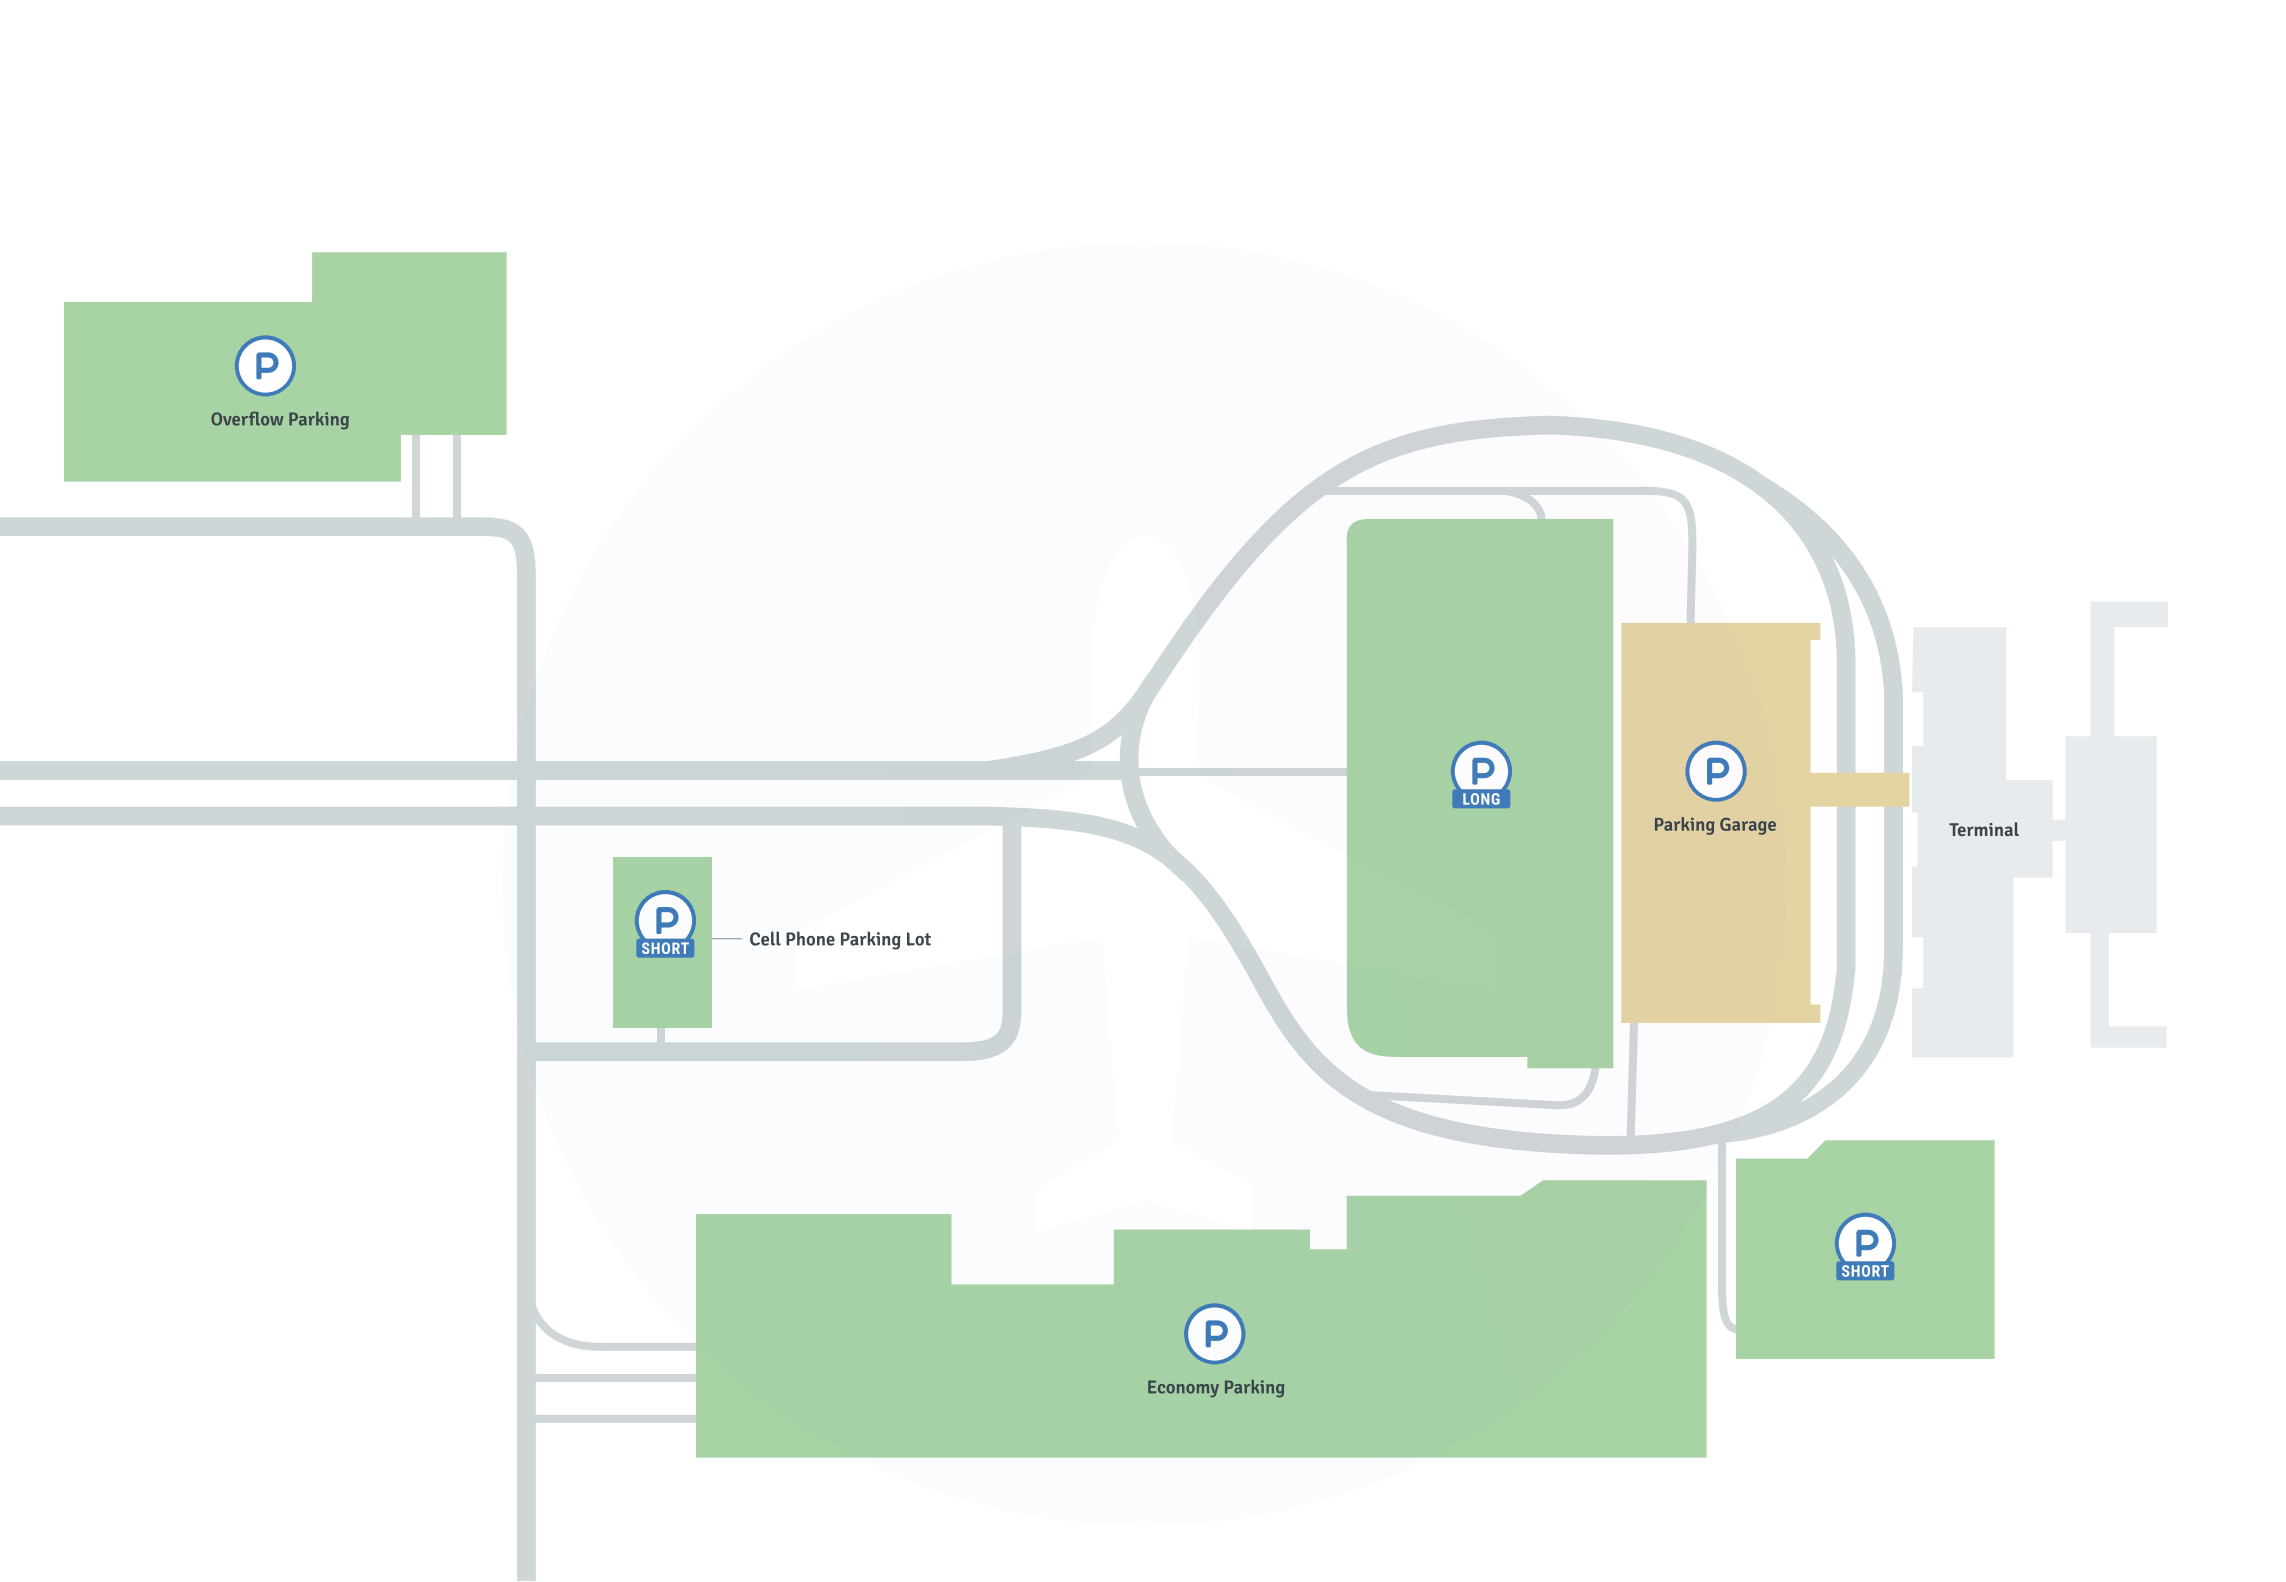 P
Overflow Parking
P
LONG
P
Parking Garage
Terminal
P
SHORT
Cell Phone Parking Lot
P
SHORT
P
Economy Parking